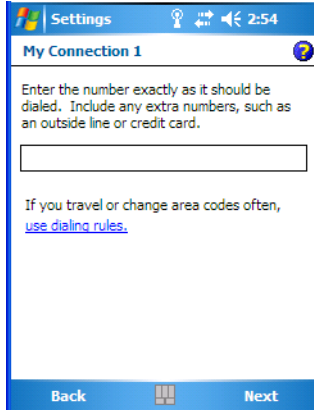 Settings 2:54
My Connection 1
Enter the number exactly as it should be
dialed. Include any extra numbers, such as
an outside line or credit card.
If you travel or change area codes often,
use dialing rules.
Back Next